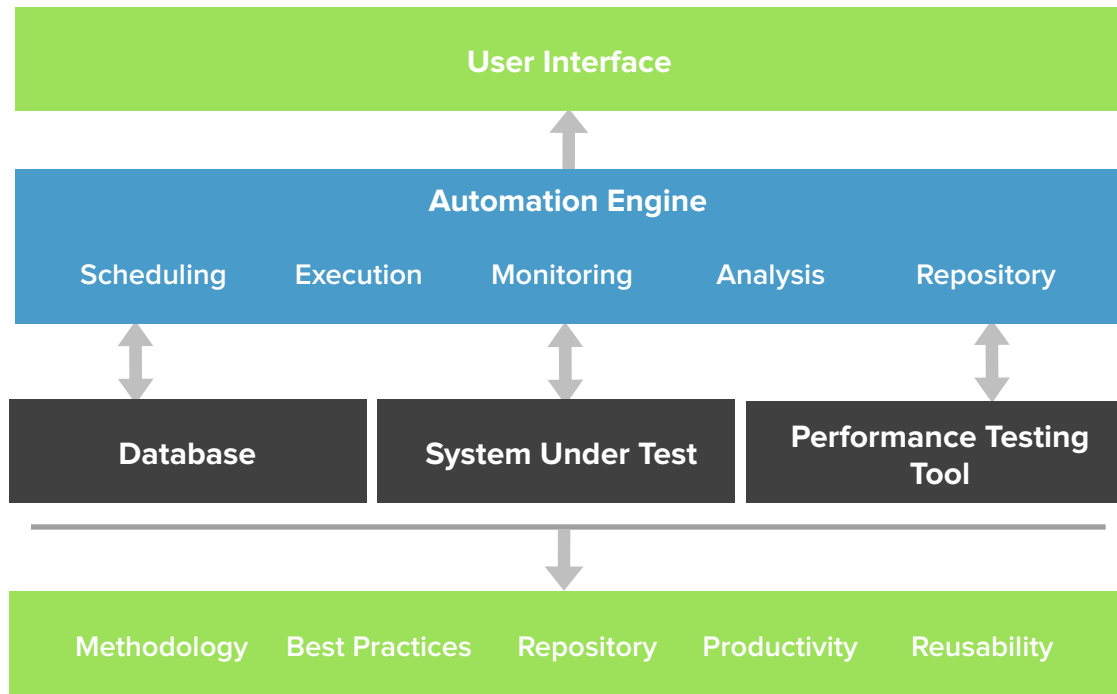 User Interface
Automation Engine
Scheduling Execution Monitoring Analysis Repository
Database
System Under Test
Performance Testing
Tool
Methodology Best Practices Repository Productivity Reusability